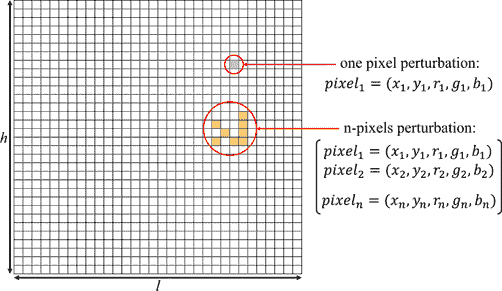 one pixel perturbation:
pixel₁ = (x₁, y₁, r₁, g₁, b₁)
n-pixels perturbation:
pixel₁ = (x₁, y₁, r₁, g₁, b₁)
pixel₂ = (x₂, y₂, r₂, g₂, b₂)
pixelₙ = (xₙ, yₙ, rₙ, gₙ, bₙ)
h
l